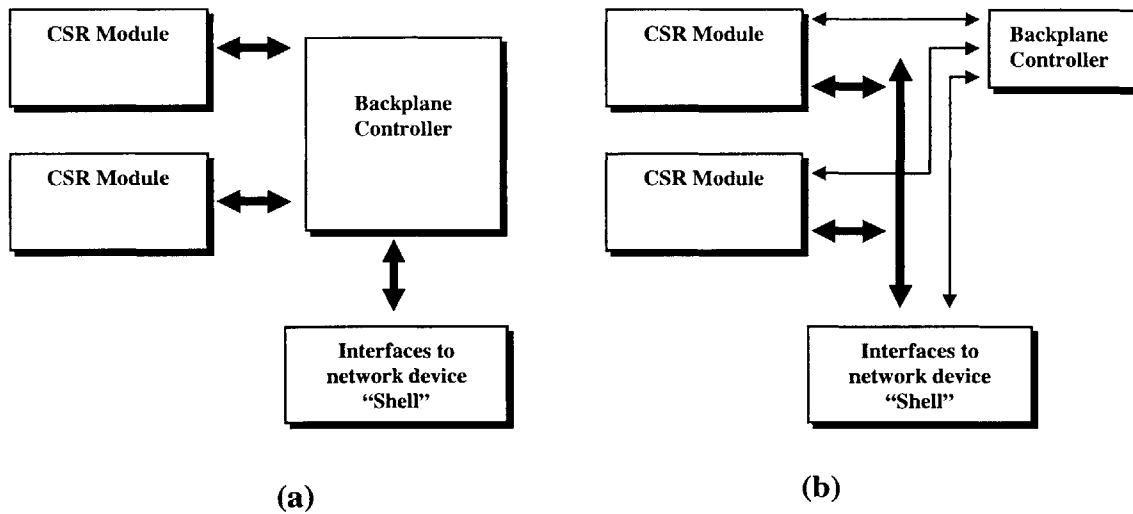 CSR Module
Backplane
Controller
CSR Module
Interfaces to
network device
“Shell”
(a)
CSR Module
Backplane
Controller
CSR Module
Interfaces to
network device
“Shell”
(b)